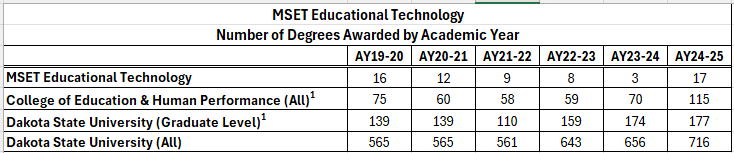 MSET Educational Technology
Number of Degrees Awarded by Academic Year
AY19-20 AY20-21 AY21-22 AY22-23 AY23-24 AY24-25
MSET Educational Technology 16 12 9 8 3 17
College of Education & Human Performance (All)1 75 60 58 59 70 115
Dakota State University (Graduate Level)1 139 139 110 159 174 177
Dakota State University (All) 565 565 561 643 656 716